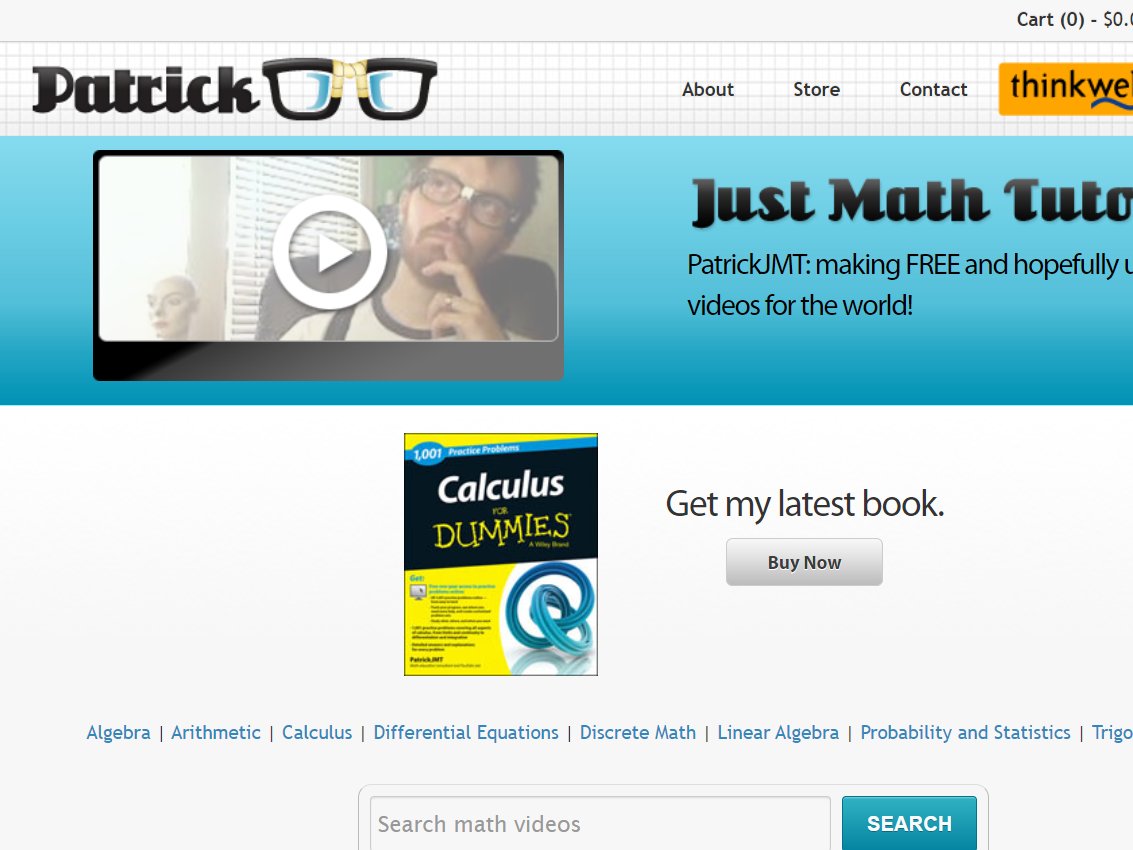 Cart (0) - $0.0
Patrick
About
Store
Contact
thinkwel
Just Math Tuto
PatrickJMT: making FREE and hopefully u
videos for the world!
1,001 Practice Problems
Calculus
FOR
DUMMIES
A Wiley Brand
Get my latest book.
Buy Now
Get:
PatrickJMT
Algebra | Arithmetic | Calculus | Differential Equations | Discrete Math | Linear Algebra | Probability and Statistics | Trigo
Search math videos
SEARCH